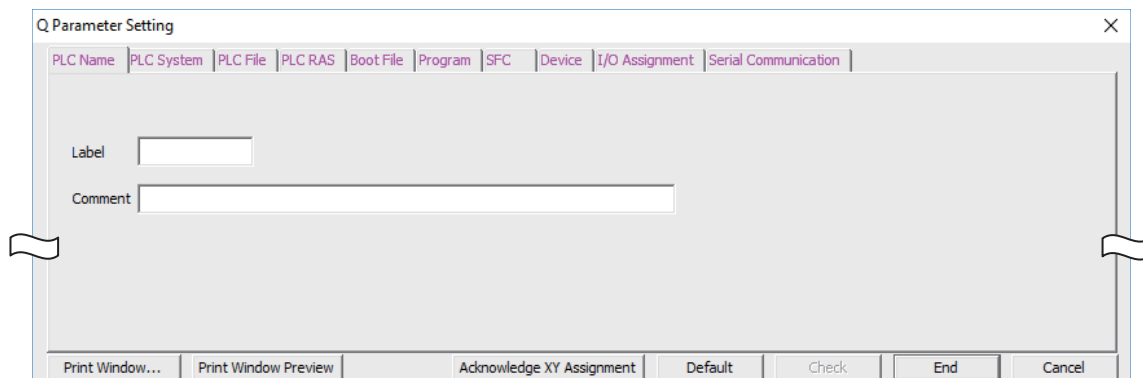 Q Parameter Setting
PLC Name PLC System PLC File PLC RAS Boot File Program SFC Device I/O Assignment Serial Communication
Label
Comment
Print Window... Print Window Preview Acknowledge XY Assignment Default Check End Cancel